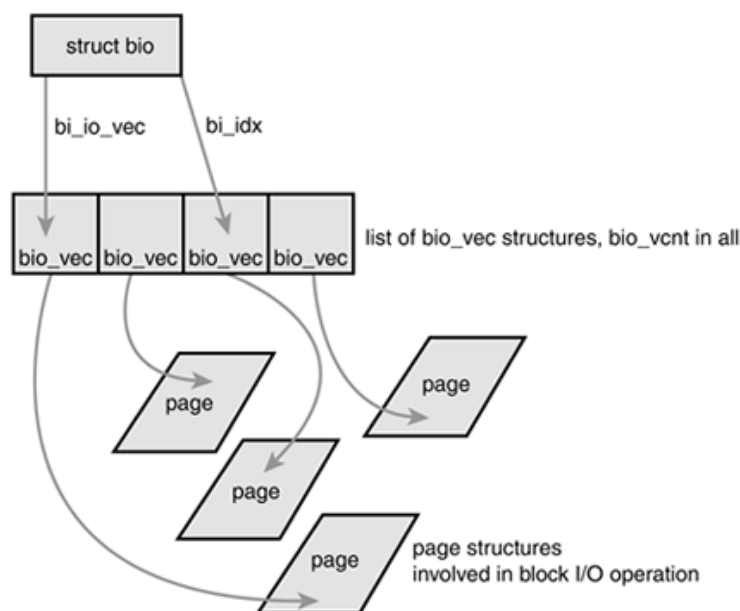 struct bio
bi_io_vec
bi_idx
bio_vec
bio_vec
bio_vec
bio_vec
list of bio_vec structures, bio_vcnt in all
page
page
page
page
page structures
involved in block I/O operation